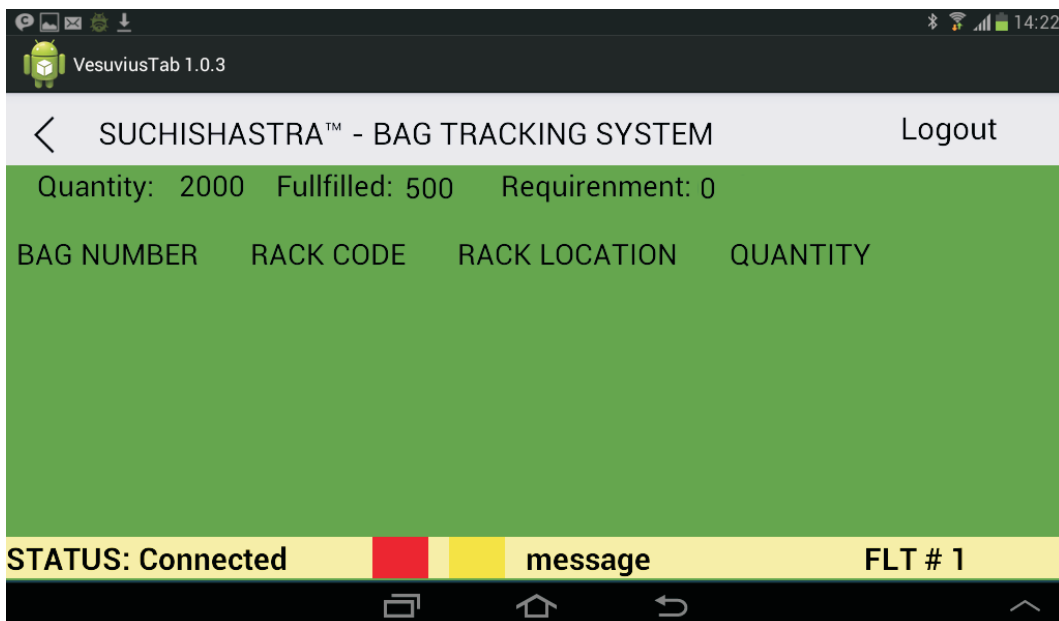 14:22
VesuviusTab 1.0.3
SUCHISHASTRA™ - BAG TRACKING SYSTEM Logout
Quantity: 2000 Fullfilled: 500 Requirenment: 0
BAG NUMBER RACK CODE RACK LOCATION QUANTITY
STATUS: Connected message FLT # 1